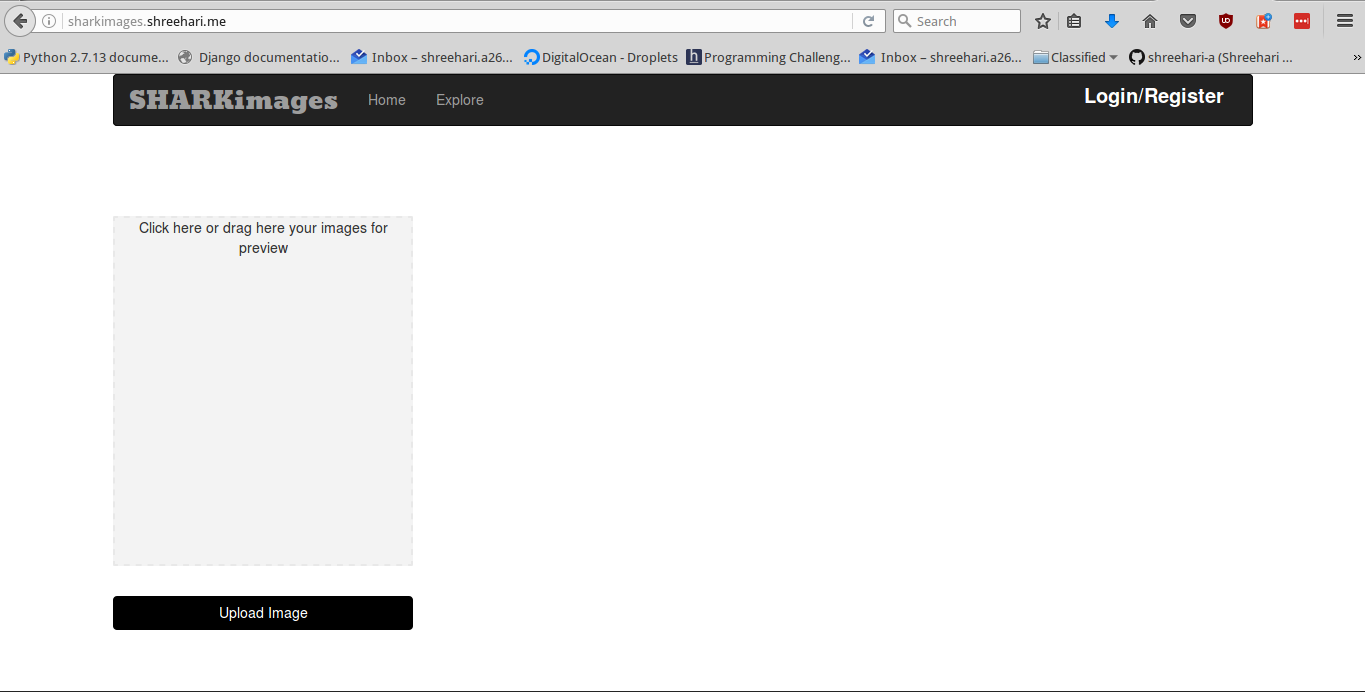 sharkimages.shreehari.me
Search
Python 2.7.13 docume...
Django documentatio...
Inbox – shreehari.a26...
DigitalOcean - Droplets
Programming Challeng...
Inbox – shreehari.a26...
Classified
shreehari-a (Shreehari ...
»
SHARKimages
Home
Explore
Login/Register
Click here or drag here your images for
preview
Upload Image